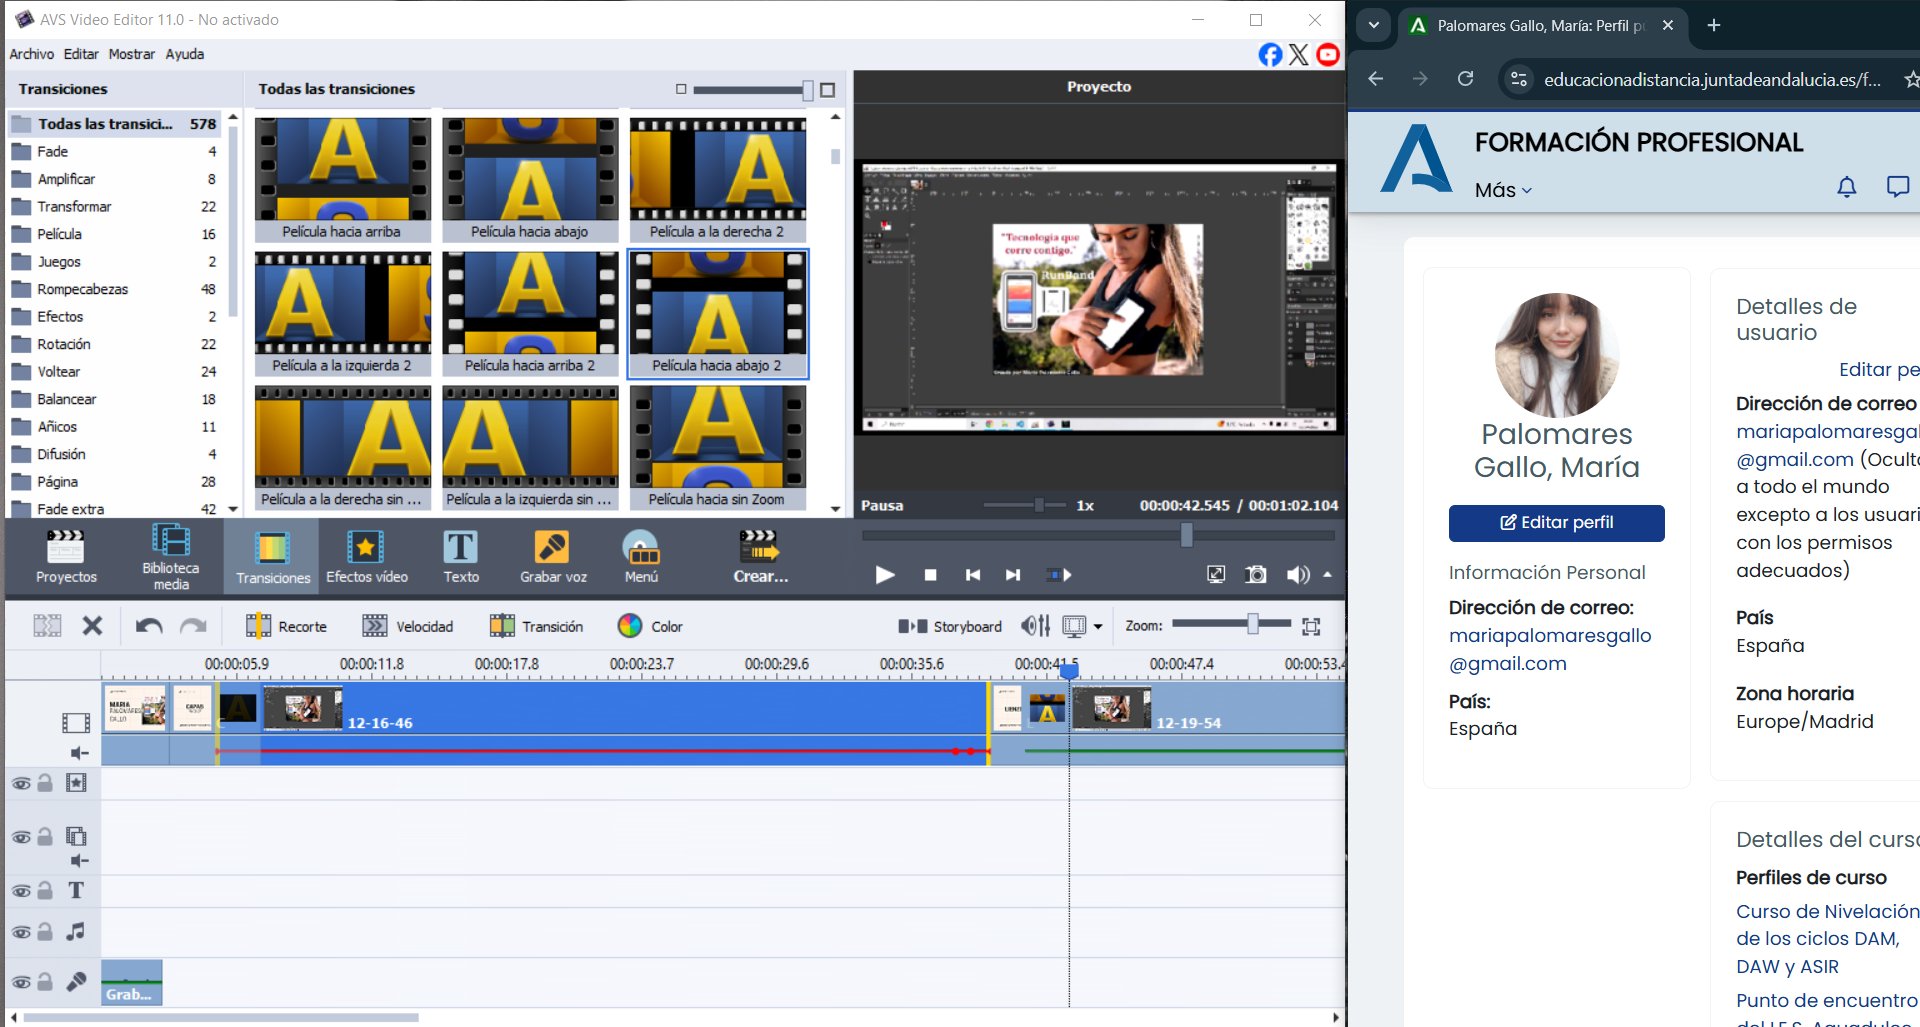 AVS Video Editor 11.0 - No activado
Archivo Editar Mostrar Ayuda
Transiciones
Todas las transici... 578
Fade 4
Amplificar 8
Transformar 22
Película 16
Juegos 2
Rompecabezas 48
Efectos 2
Rotación 22
Voltear 24
Balancear 18
Añicos 11
Difusión 4
Página 28
Fade extra 42
Todas las transiciones
Película hacia arriba
Película hacia abajo
Película a la derecha 2
Película a la izquierda 2
Película hacia arriba 2
Película hacia abajo 2
Película a la derecha sin ...
Película a la izquierda sin ...
Película hacia sin Zoom
Proyecto
"Tecnología que
corre contigo."
RunBand
Pausa 1x 00:00:42.545 / 00:01:02.104
Proyectos
Biblioteca
media
Transiciones
Efectos vídeo
Texto
Grabar voz
Menú
Crear...
Recorte Velocidad Transición Color Storyboard Zoom:
00:00:05.9 00:00:11.8 00:00:17.8 00:00:23.7 00:00:29.6 00:00:35.6 00:00:41.5 00:00:47.4 00:00:53.4
MARIA
PALOMARES
GALLO
CAPAS
12-16-46
LIENZ
12-19-54
Grab...
Palomares Gallo, María: Perfil pú
educacionadistancia.juntadeandalucia.es/f...
FORMACIÓN PROFESIONAL
Más
Palomares
Gallo, María
Editar perfil
Información Personal
Dirección de correo:
mariapalomaresgallo
@gmail.com
País:
España
Detalles de
usuario
Editar pe
Dirección de correo
mariapalomaresgal
@gmail.com (Oculto
a todo el mundo
excepto a los usuari
con los permisos
adecuados)
País
España
Zona horaria
Europe/Madrid
Detalles del curso
Perfiles de curso
Curso de Nivelación
de los ciclos DAM,
DAW y ASIR
Punto de encuentro
del I.E.S. Aguadulce